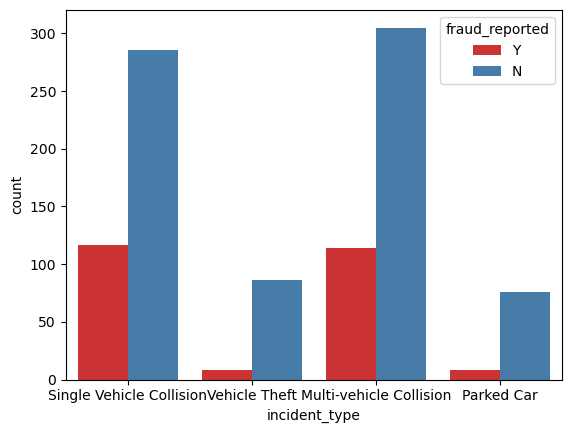 fraud_reported
Y
N
300
250
200
150
100
50
0
count
Single Vehicle Collision Vehicle Theft Multi-vehicle Collision Parked Car
incident_type